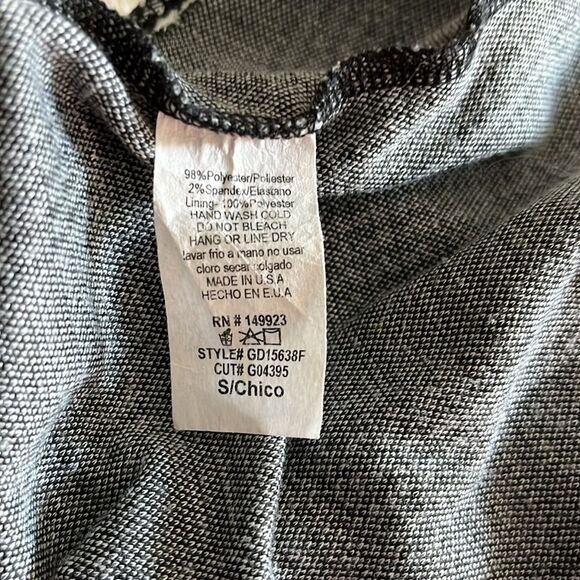 98%Polyester/Poliester
2%Spandex/Elastano
Lining- 100%Polyester
HAND WASH COLD
DO NOT BLEACH
HANG OR LINE DRY
lavar frio a mano no usar
cloro secar colgado
MADE IN U.S.A
HECHO EN E.U.A
RN # 149923
STYLE# GD15638F
CUT# G04395
S/Chico